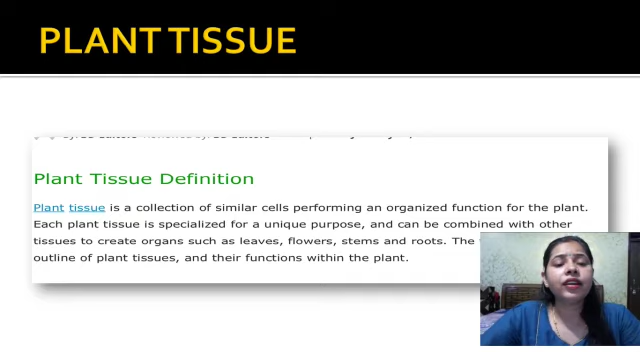 PLANT TISSUE
Plant Tissue Definition
Plant tissue is a collection of similar cells performing an organized function for the plant.
Each plant tissue is specialized for a unique purpose, and can be combined with other
tissues to create organs such as leaves, flowers, stems and roots. The
outline of plant tissues, and their functions within the plant.